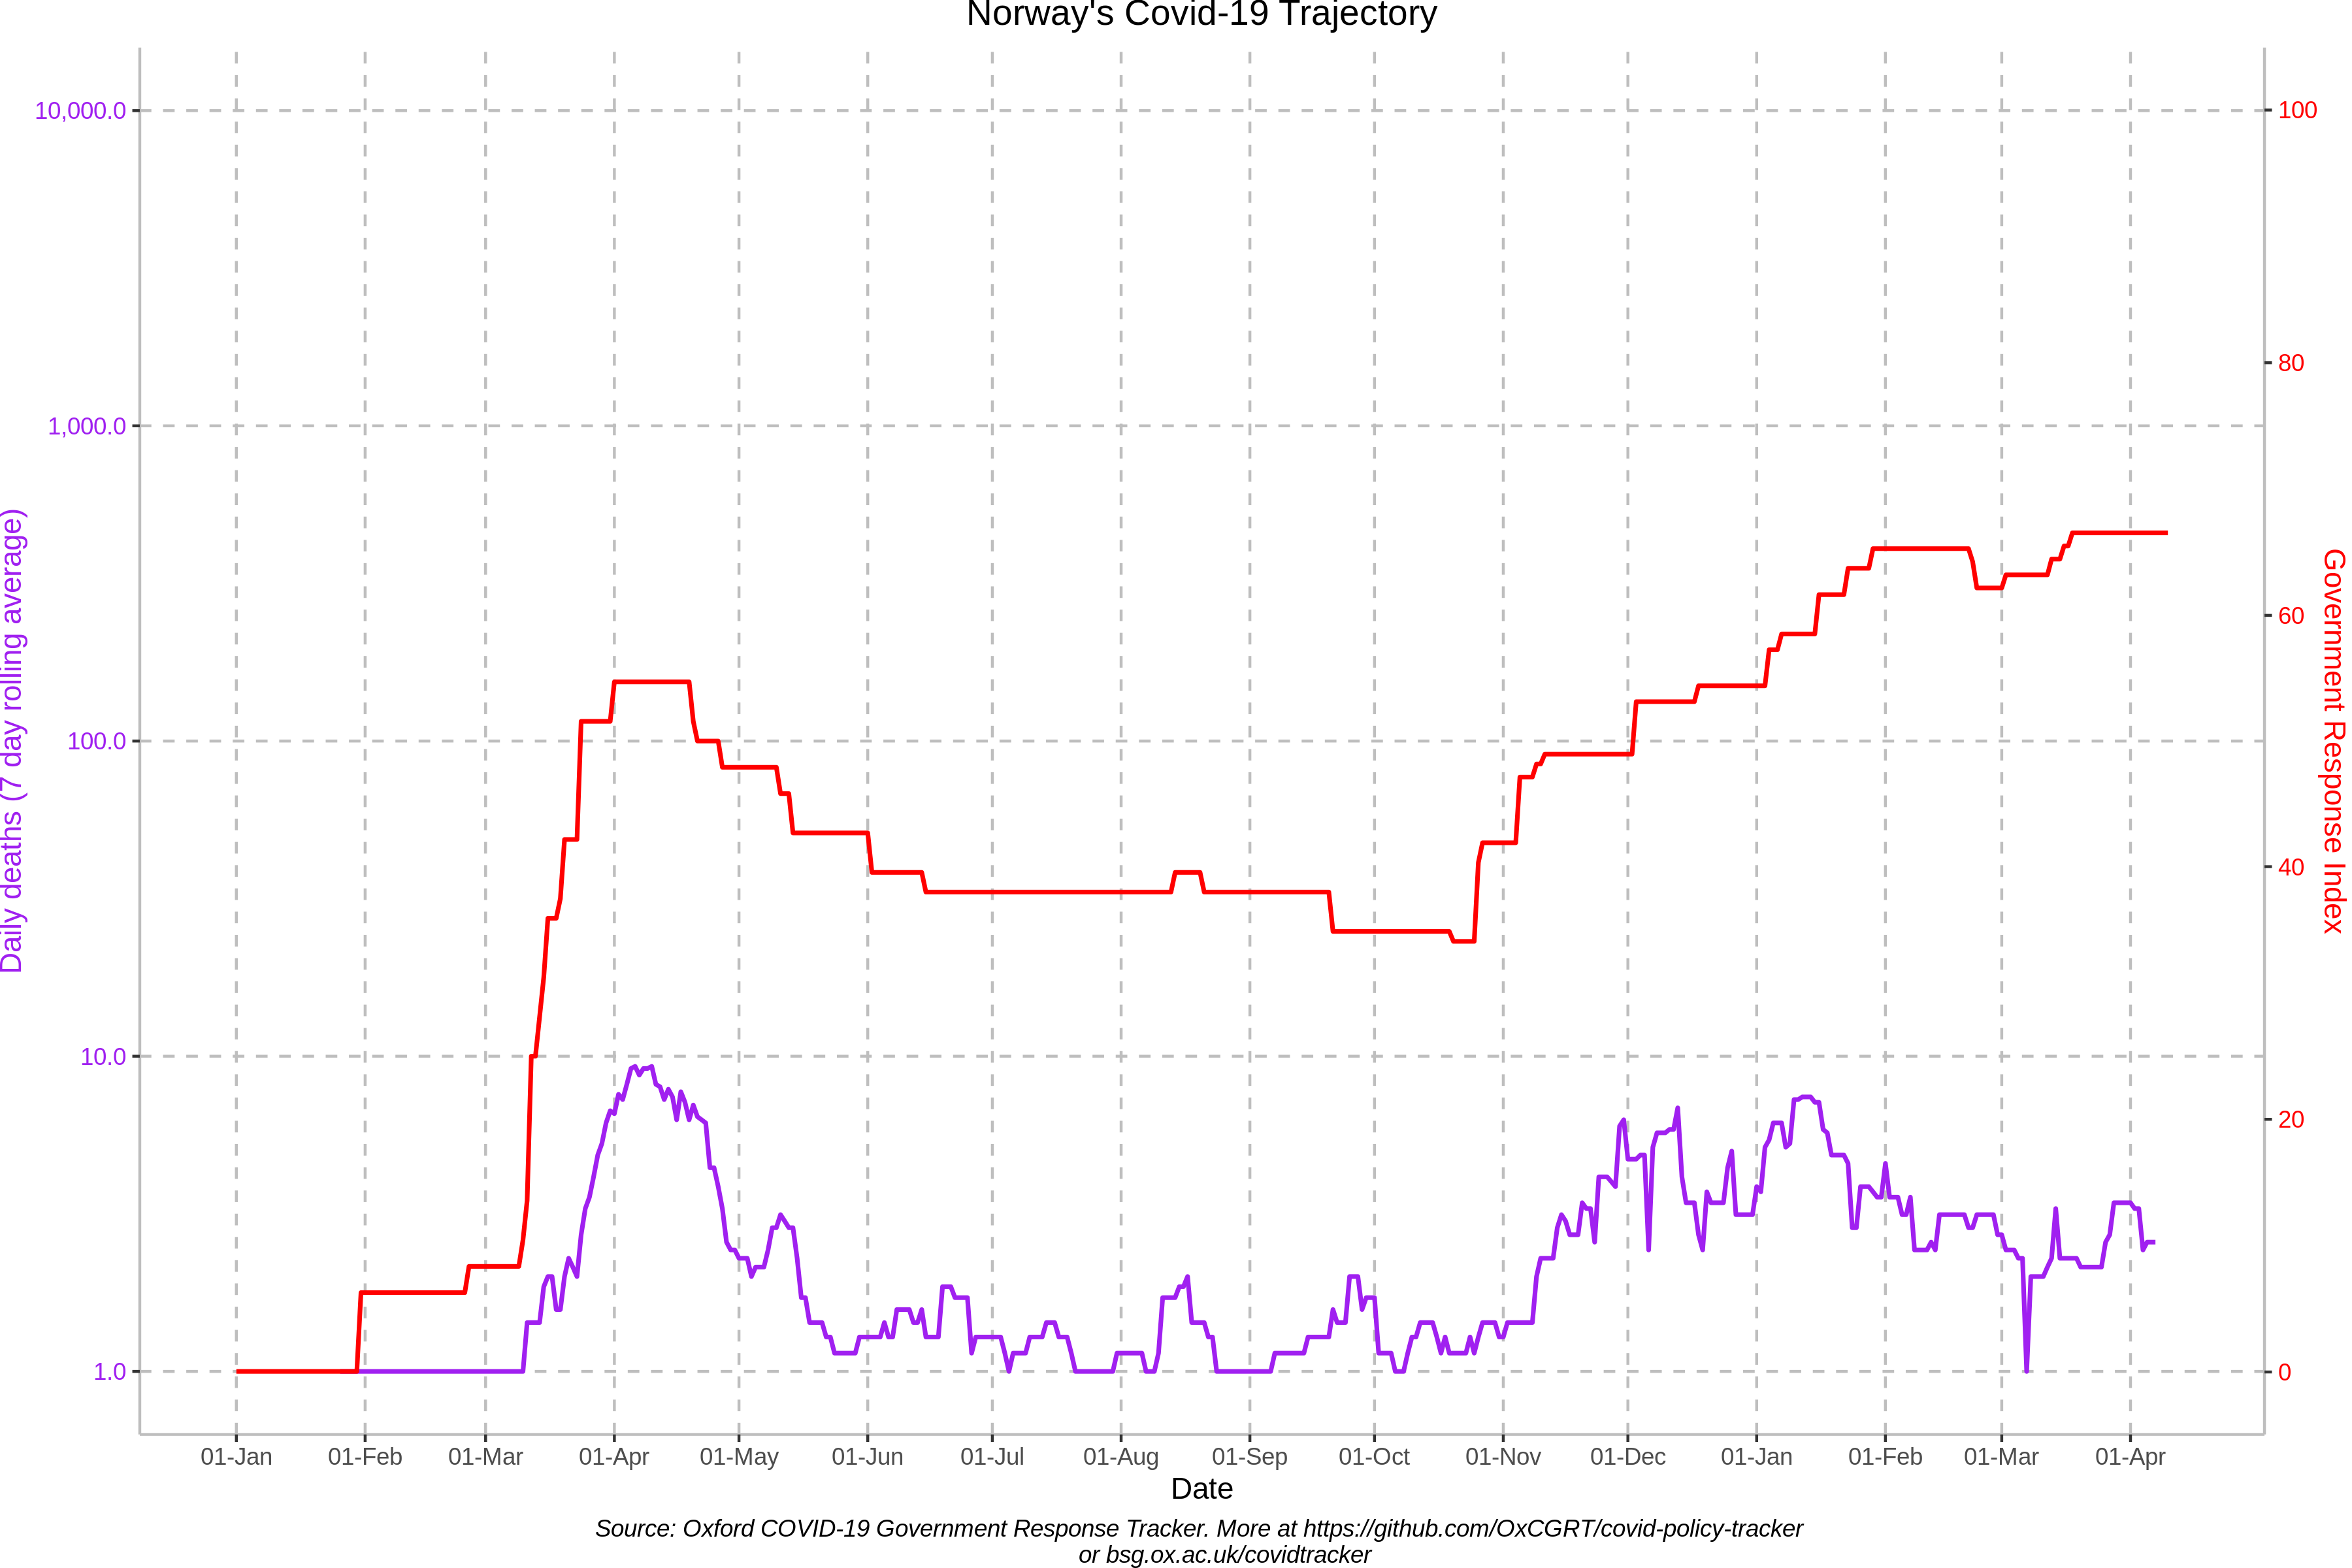 Norway's Covid-19 Trajectory
10,000.0
1,000.0
100.0
10.0
1.0
Daily deaths (7 day rolling average)
100
80
60
40
20
0
Government Response Index
01-Jan
01-Feb
01-Mar
01-Apr
01-May
01-Jun
01-Jul
01-Aug
01-Sep
01-Oct
01-Nov
01-Dec
01-Jan
01-Feb
01-Mar
01-Apr
Date
Source: Oxford COVID-19 Government Response Tracker. More at https://github.com/OxCGRT/covid-policy-tracker
or bsg.ox.ac.uk/covidtracker